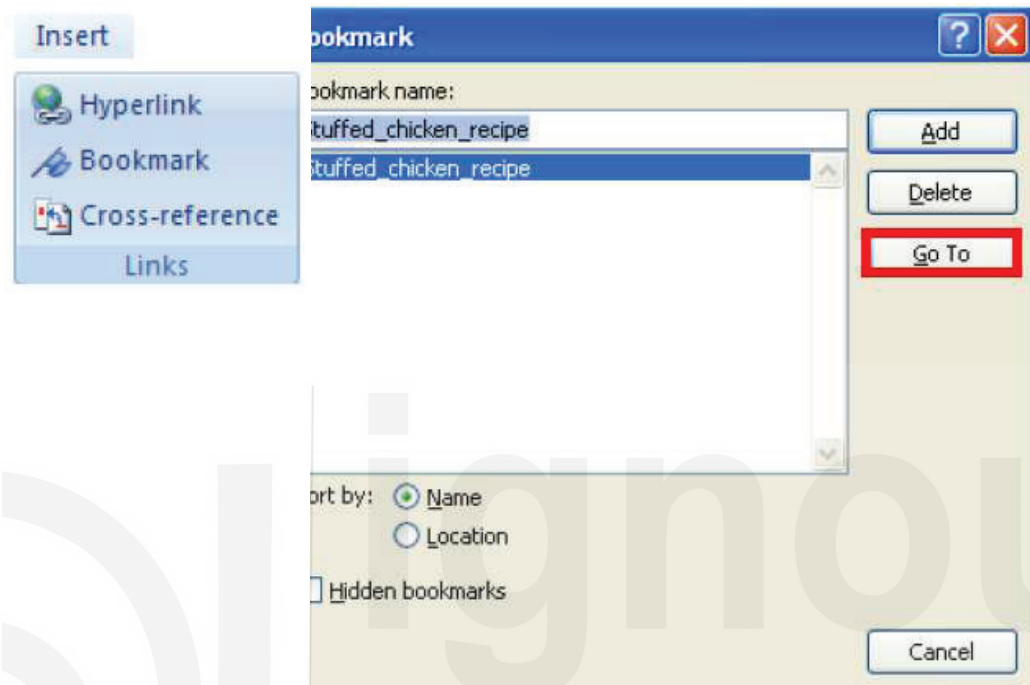 Insert
Hyperlink
Bookmark
Cross-reference
Links
ookmark
ookmark name:
tuffed_chicken_recipe
Add
tuffed_chicken_recipe
Delete
Go To
ort by:
Name
Location
Hidden bookmarks
Cancel
ignou